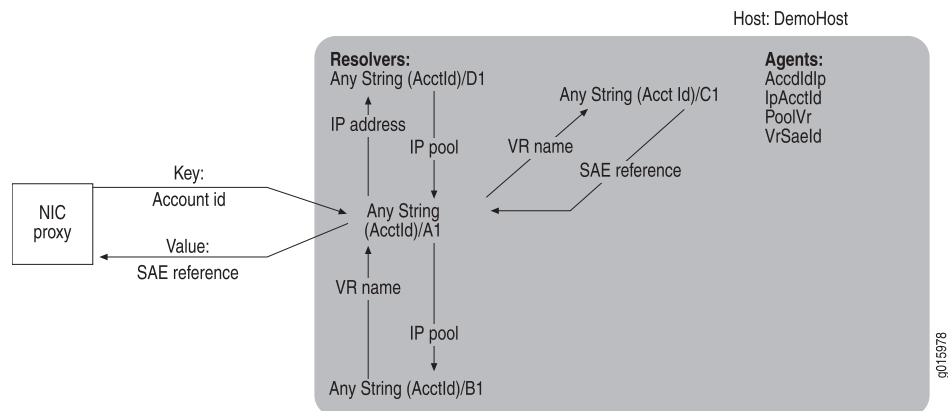 Host: DemoHost
Resolvers:
Any String (AcctId)/D1
Agents:
AccdIdIp
IpAcctId
PoolVr
VrSaeId
Any String (Acct Id)/C1
IP address
IP pool
VR name
SAE reference
Key:
Account id
NIC
proxy
Any String
(AcctId)/A1
Value:
SAE reference
VR name
IP pool
Any String (AcctId)/B1
g015978